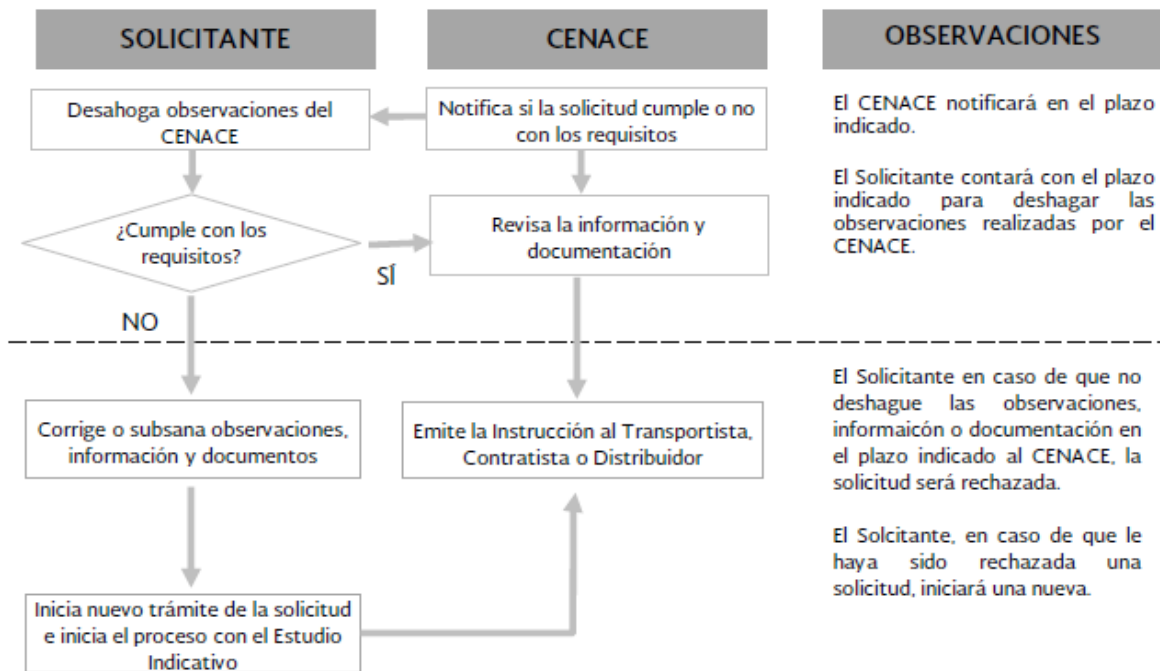 SOLICITANTE
CENACE
OBSERVACIONES
Desahoga observaciones del
CENACE
Notifica si la solicitud cumple o no
con los requisitos
El CENACE notificará en el plazo
indicado.
El Solicitante contará con el plazo
indicado para deshagar las
observaciones realizadas por el
CENACE.
¿Cumple con los
requisitos?
SÍ
Revisa la información y
documentación
NO
Corrige o subsana observaciones,
información y documentos
Emite la Instrucción al Transportista,
Contratista o Distribuidor
El Solicitante en caso de que no
deshague las observaciones,
informaicón o documentación en
el plazo indicado al CENACE, la
solicitud será rechazada.
El Solcitante, en caso de que le
haya sido rechazada una
solicitud, iniciará una nueva.
Inicia nuevo trámite de la solicitud
e inicia el proceso con el Estudio
Indicativo